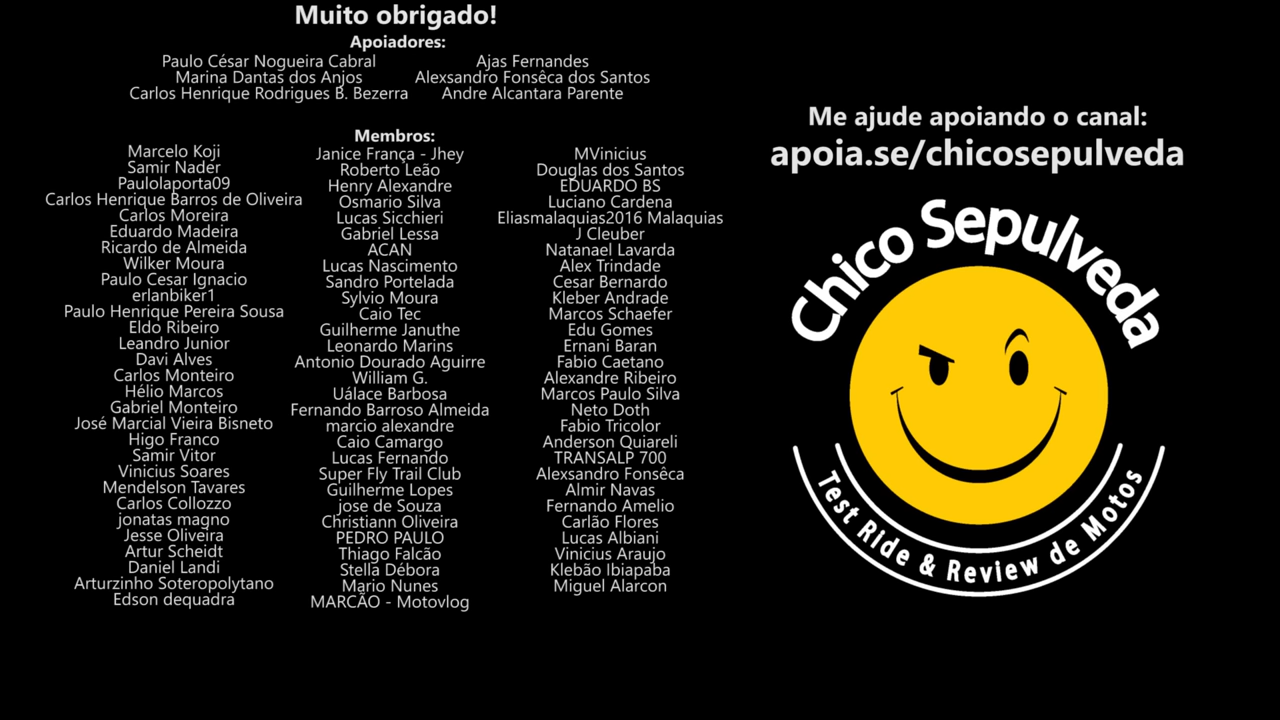 Muito obrigado!
Apoiadores:
Paulo César Nogueira Cabral
Marina Dantas dos Anjos
Carlos Henrique Rodrigues B. Bezerra
Ajas Fernandes
Alexsandro Fonsêca dos Santos
Andre Alcantara Parente
Membros:
Marcelo Koji
Samir Nader
Paulolaporta09
Carlos Henrique Barros de Oliveira
Carlos Moreira
Eduardo Madeira
Ricardo de Almeida
Wilker Moura
Paulo Cesar Ignacio
erlanbiker1
Paulo Henrique Pereira Sousa
Eldo Ribeiro
Leandro Junior
Davi Alves
Carlos Monteiro
Hélio Marcos
Gabriel Monteiro
José Marcial Vieira Bisneto
Higo Franco
Samir Vitor
Vinicius Soares
Mendelson Tavares
Carlos Collozzo
jonatas magno
Jesse Oliveira
Artur Scheidt
Daniel Landi
Arturzinho Soteropolytano
Edson dequadra
Janice França - Jhey
Roberto Leão
Henry Alexandre
Osmario Silva
Lucas Sicchieri
Gabriel Lessa
ACAN
Lucas Nascimento
Sandro Portelada
Sylvio Moura
Caio Tec
Guilherme Januthe
Leonardo Marins
Antonio Dourado Aguirre
William G.
Uálace Barbosa
Fernando Barroso Almeida
marcio alexandre
Caio Camargo
Lucas Fernando
Super Fly Trail Club
Guilherme Lopes
jose de Souza
Christiann Oliveira
PEDRO PAULO
Thiago Falcão
Stella Débora
Mario Nunes
MARCÃO - Motovlog
MVinicius
Douglas dos Santos
EDUARDO BS
Luciano Cardena
Eliasmalaquias2016 Malaquias
J Cleuber
Natanael Lavarda
Alex Trindade
Cesar Bernardo
Kleber Andrade
Marcos Schaefer
Edu Gomes
Ernani Baran
Fabio Caetano
Alexandre Ribeiro
Marcos Paulo Silva
Neto Doth
Fabio Tricolor
Anderson Quiareli
TRANSALP 700
Alexsandro Fonsêca
Almir Navas
Fernando Amelio
Carlão Flores
Lucas Albiani
Vinicius Araujo
Klebão Ibiapaba
Miguel Alarcon
Me ajude apoiando o canal:
apoia.se/chicosepulveda
Chico Sepulveda
Test Ride & Review de Motos